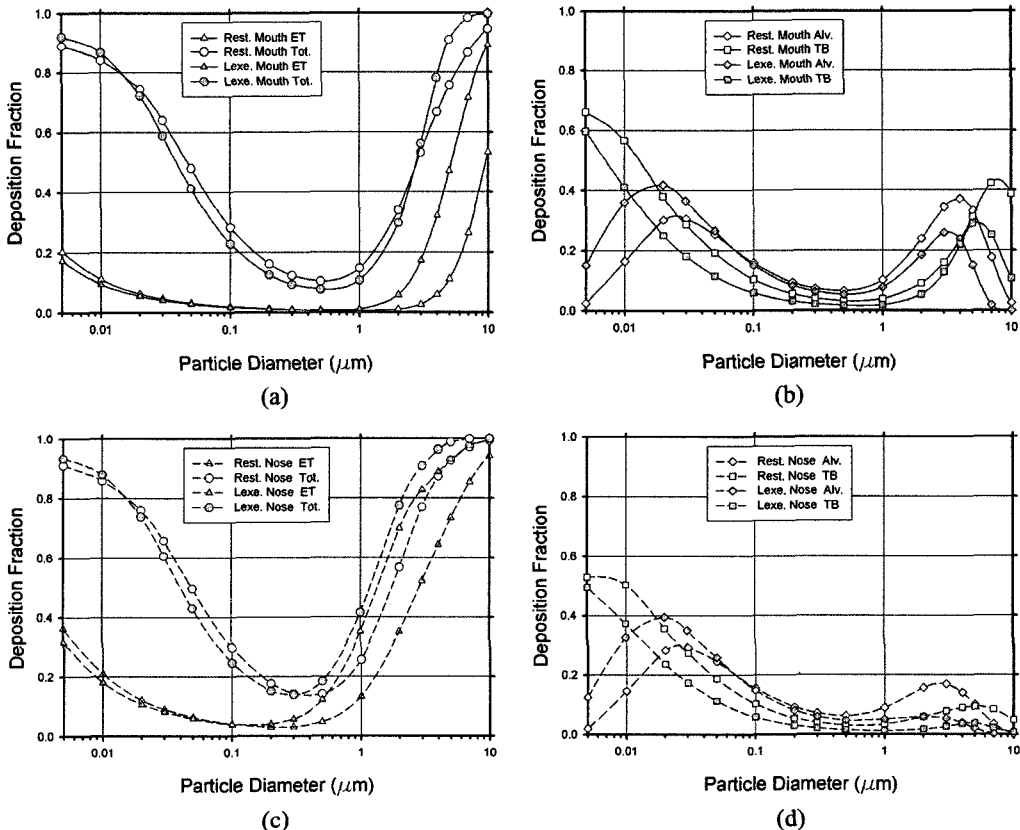 (a)
1.0
0.8
0.6
0.4
0.2
0.0
Deposition Fraction
Rest. Mouth ET
Rest. Mouth Tot.
Lexe. Mouth ET
Lexe. Mouth Tot.
0.01
0.1
1
10
Particle Diameter (μm)
(a)
(b)
1.0
0.8
0.6
0.4
0.2
0.0
Deposition Fraction
Rest. Mouth Alv.
Rest. Mouth TB
Lexe. Mouth Alv.
Lexe. Mouth TB
0.01
0.1
1
10
Particle Diameter (μm)
(b)
(c)
1.0
0.8
0.6
0.4
0.2
0.0
Deposition Fraction
Rest. Nose ET
Rest. Nose Tot.
Lexe. Nose ET
Lexe. Nose Tot.
0.01
0.1
1
10
Particle Diameter (μm)
(c)
(d)
1.0
0.8
0.6
0.4
0.2
0.0
Deposition Fraction
Rest. Nose Alv.
Rest. Nose TB
Lexe. Nose Alv.
Lexe. Nose TB
0.01
0.1
1
10
Particle Diameter (μm)
(d)